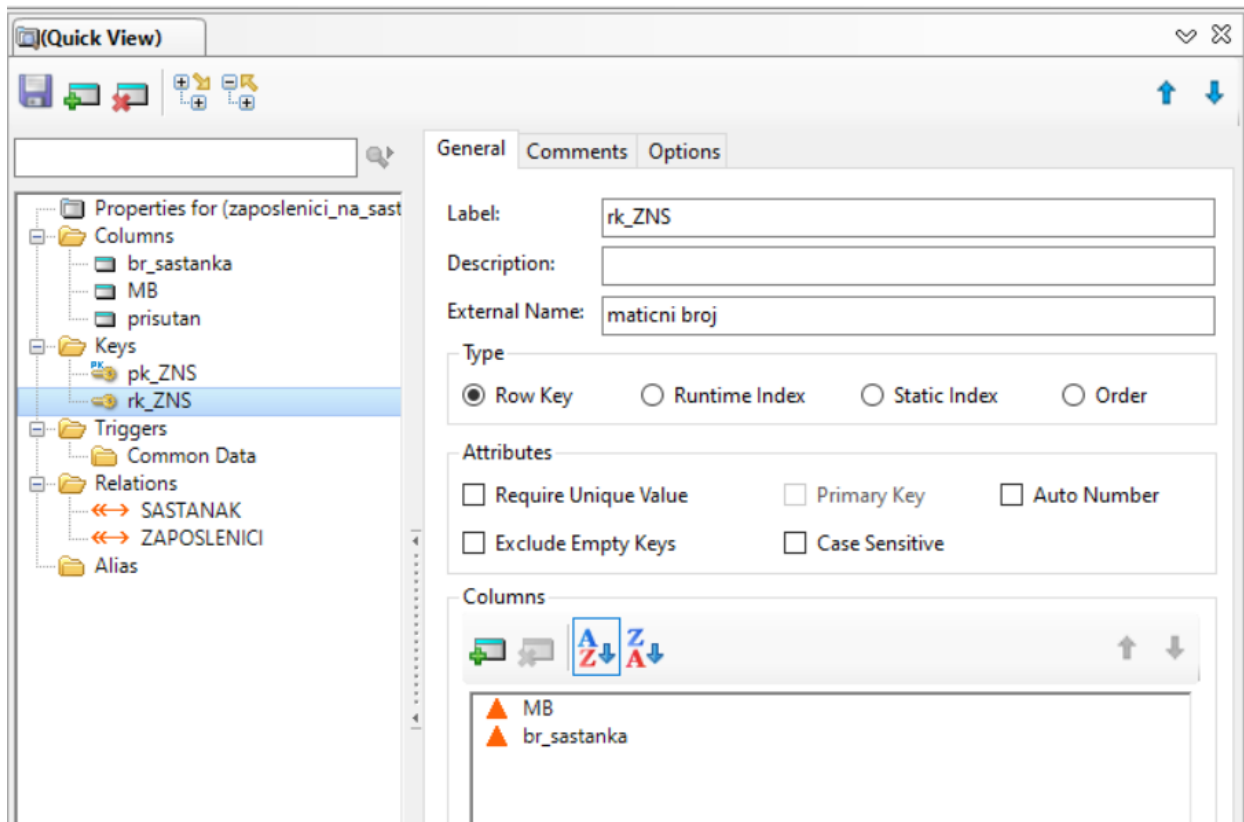 (Quick View)
General Comments Options
Properties for (zaposlenici_na_sast
Columns
br_sastanka
MB
prisutan
Keys
PK pk_ZNS
rk_ZNS
Triggers
Common Data
Relations
SASTANAK
ZAPOSLENICI
Alias
Label: rk_ZNS
Description:
External Name: maticni broj
Type
Row Key Runtime Index Static Index Order
Attributes
Require Unique Value Primary Key Auto Number
Exclude Empty Keys Case Sensitive
Columns
A Z Z A
MB
br_sastanka